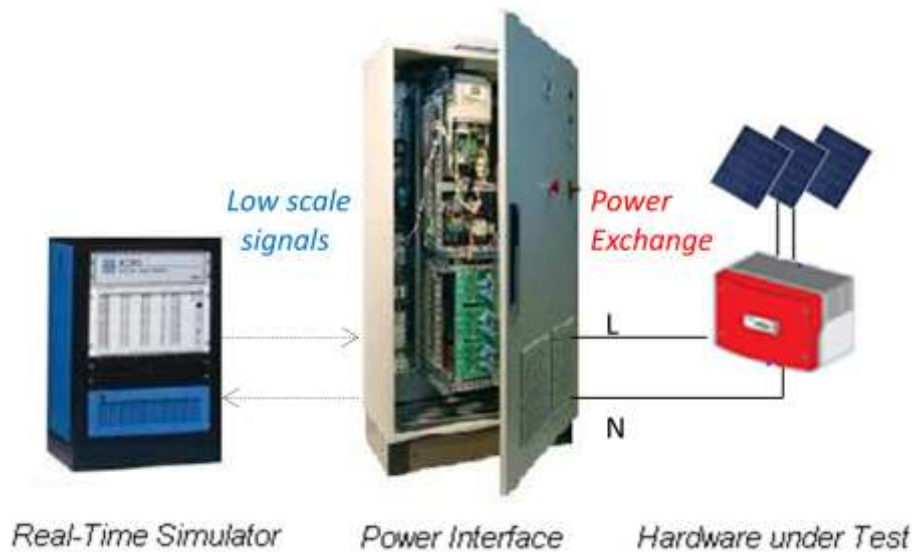 Low scale
signals
Power
Exchange
L
N
Real-Time Simulator
Power Interface
Hardware under Test